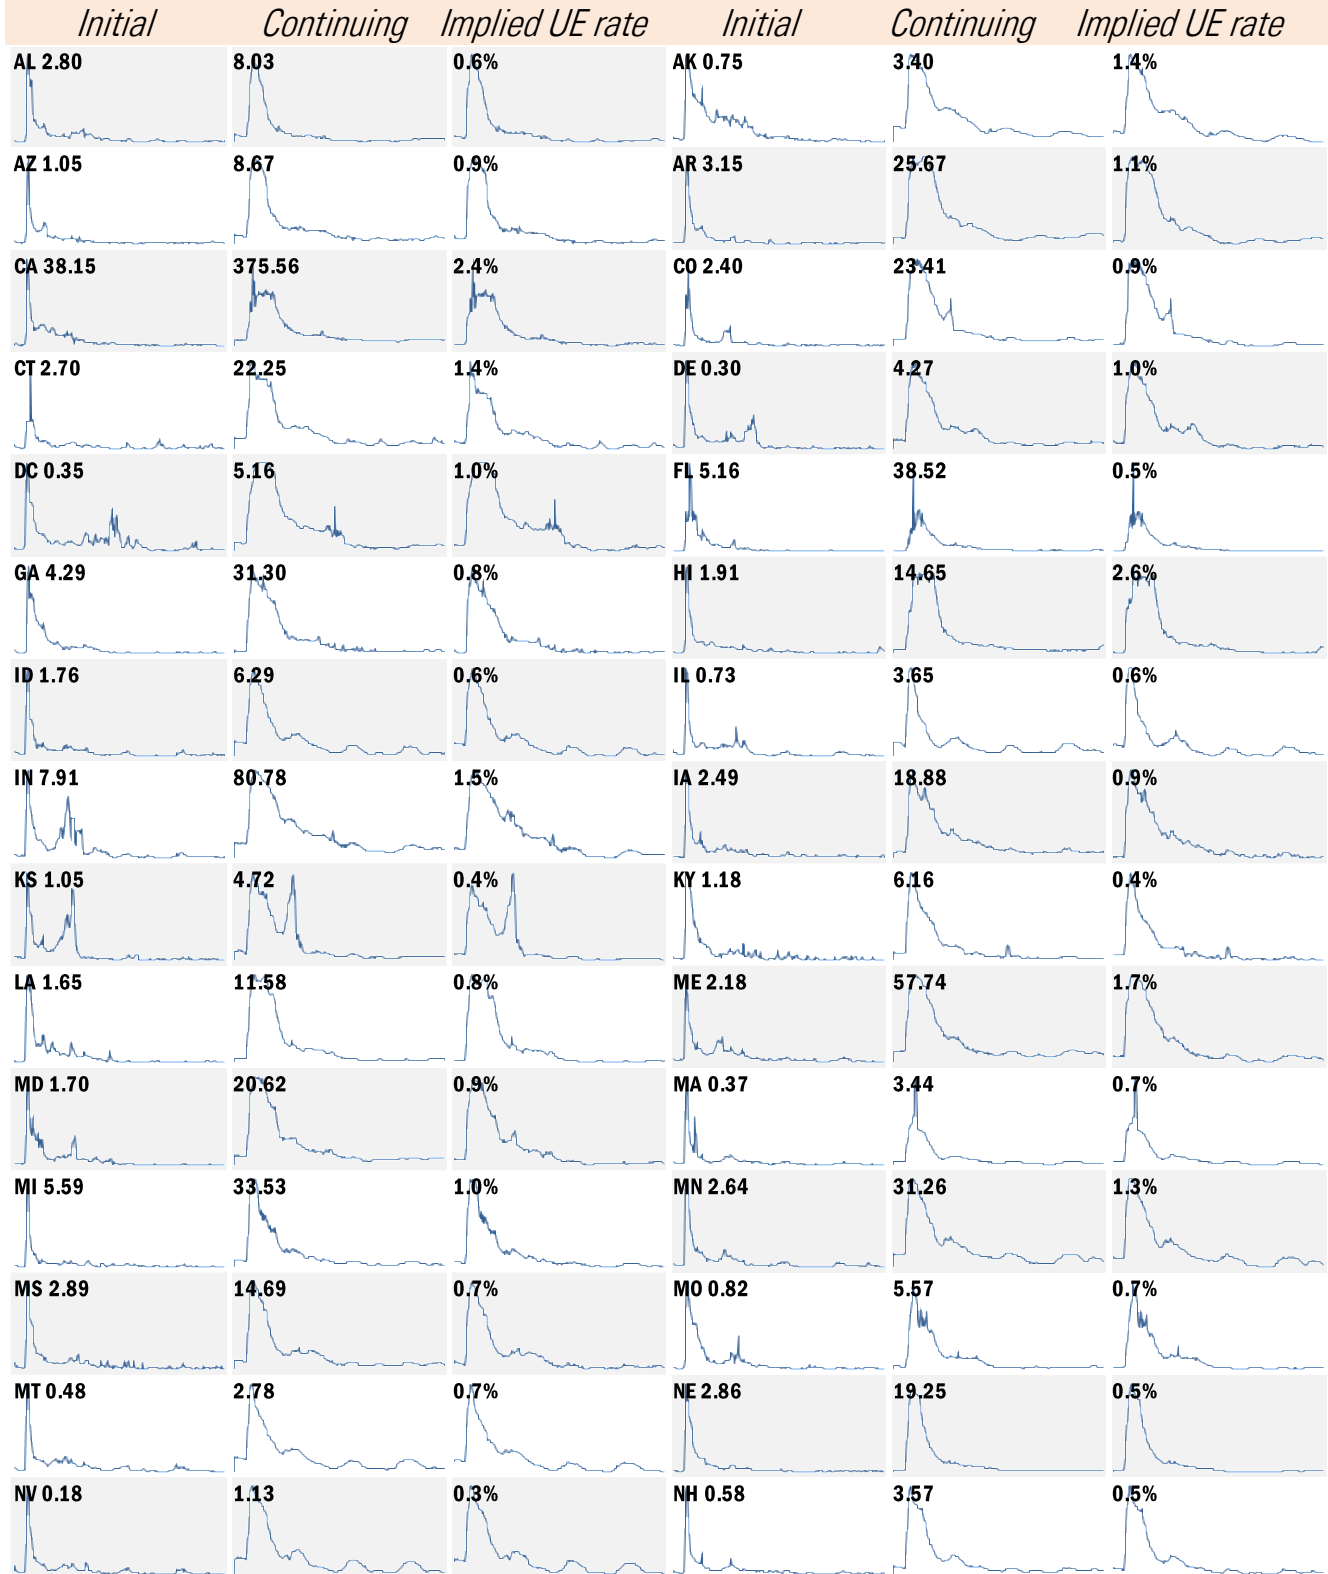 Initial Continuing Implied UE rate Initial Continuing Implied UE rate
AL 2.80 8.03 0.6% AK 0.75 3.40 1.4%
AZ 1.05 8.67 0.9% AR 3.15 25.67 1.1%
CA 38.15 375.56 2.4% CO 2.40 23.41 0.9%
CT 2.70 22.25 1.4% DE 0.30 4.27 1.0%
DC 0.35 5.16 1.0% FL 5.16 38.52 0.5%
GA 4.29 31.30 0.8% HI 1.91 14.65 2.6%
ID 1.76 6.29 0.6% IL 0.73 3.65 0.6%
IN 7.91 80.78 1.5% IA 2.49 18.88 0.9%
KS 1.05 4.72 0.4% KY 1.18 6.16 0.4%
LA 1.65 11.58 0.8% ME 2.18 57.74 1.7%
MD 1.70 20.62 0.9% MA 0.37 3.44 0.7%
MI 5.59 33.53 1.0% MN 2.64 31.26 1.3%
MS 2.89 14.69 0.7% MO 0.82 5.57 0.7%
MT 0.48 2.78 0.7% NE 2.86 19.25 0.5%
NV 0.18 1.13 0.3% NH 0.58 3.57 0.5%